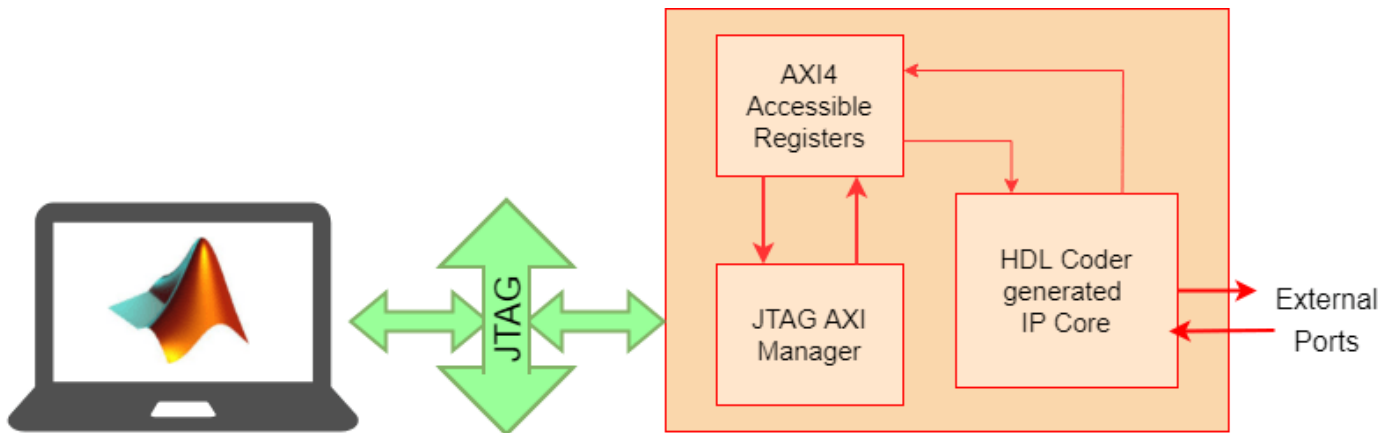 JTAG
AXI4
Accessible
Registers
JTAG AXI
Manager
HDL Coder
generated
IP Core
External
Ports